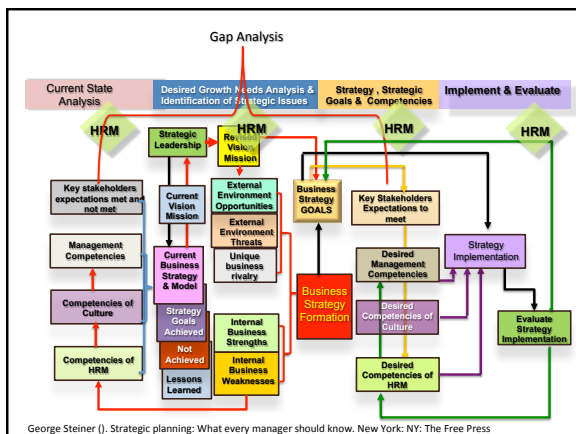 Gap Analysis
Current State
Analysis
Desired Growth Needs Analysis &
Identification of Strategic Issues
Strategy , Strategic
Goals & Competencies
Implement & Evaluate
HRM
HRM
HRM
HRM
Strategic
Leadership
Revised
Vision
Mission
Key stakeholders
expectations met and
not met
Current
Vision
Mission
External
Environment
Opportunities
Business
Strategy
GOALS
Key Stakeholders
Expectations to
meet
External
Environment
Threats
Management
Competencies
Current
Business
Strategy
& Model
Unique
business
rivalry
Desired
Management
Competencies
Strategy
Implementation
Competencies of
Culture
Strategy
Goals
Achieved
Business
Strategy
Formation
Desired
Competencies of
Culture
Internal
Business
Strengths
Evaluate
Strategy
Implementation
Not
Achieved
Competencies of
HRM
Internal
Business
Weaknesses
Desired
Competencies of
HRM
Lessons
Learned
George Steiner (). Strategic planning: What every manager should know. New York: NY: The Free Press